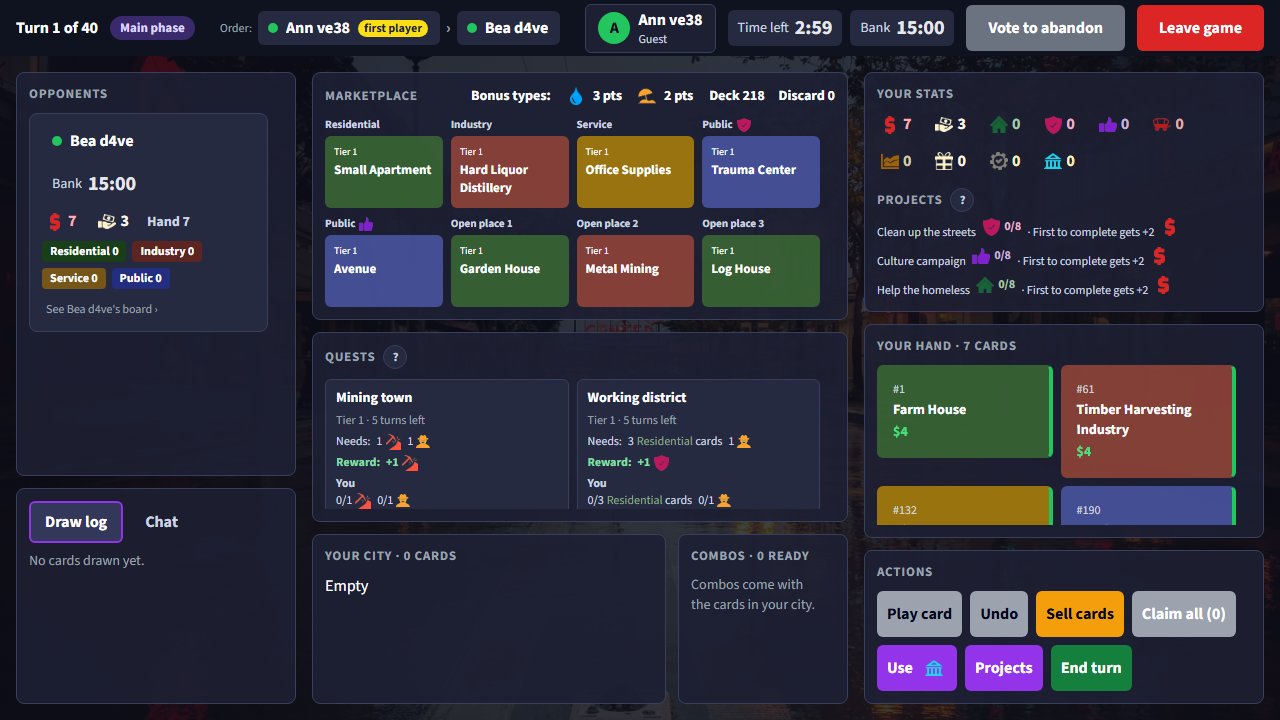 Turn 1 of 40 Main phase Order: Ann ve38 first player › Bea d4ve A Ann ve38 Guest Time left 2:59 Bank 15:00 Vote to abandon Leave game
OPPONENTS
Bea d4ve
Bank 15:00
7 3 Hand 7
Residential 0 Industry 0
Service 0 Public 0
See Bea d4ve's board ›
Draw log Chat
No cards drawn yet.
MARKETPLACE Bonus types: 3 pts 2 pts Deck 218 Discard 0
Residential Industry Service Public
Tier 1 Tier 1 Tier 1 Tier 1
Small Apartment Hard Liquor Distillery Office Supplies Trauma Center
Public Open place 1 Open place 2 Open place 3
Tier 1 Tier 1 Tier 1 Tier 1
Avenue Garden House Metal Mining Log House
QUESTS ?
Mining town
Tier 1 · 5 turns left
Needs: 1 1
Reward: +1
You
0/1 0/1
Working district
Tier 1 · 5 turns left
Needs: 3 Residential cards 1
Reward: +1
You
0/3 Residential cards 0/1
YOUR CITY · 0 CARDS
Empty
COMBOS · 0 READY
Combos come with
the cards in your city.
YOUR STATS
7 3 0 0 0 0
0 0 0 0
PROJECTS ?
Clean up the streets 0/8 · First to complete gets +2
Culture campaign 0/8 · First to complete gets +2
Help the homeless 0/8 · First to complete gets +2
YOUR HAND · 7 CARDS
#1
Farm House
$4
#61
Timber Harvesting
Industry
$4
#132 #190
ACTIONS
Play card Undo Sell cards Claim all (0)
Use Projects End turn